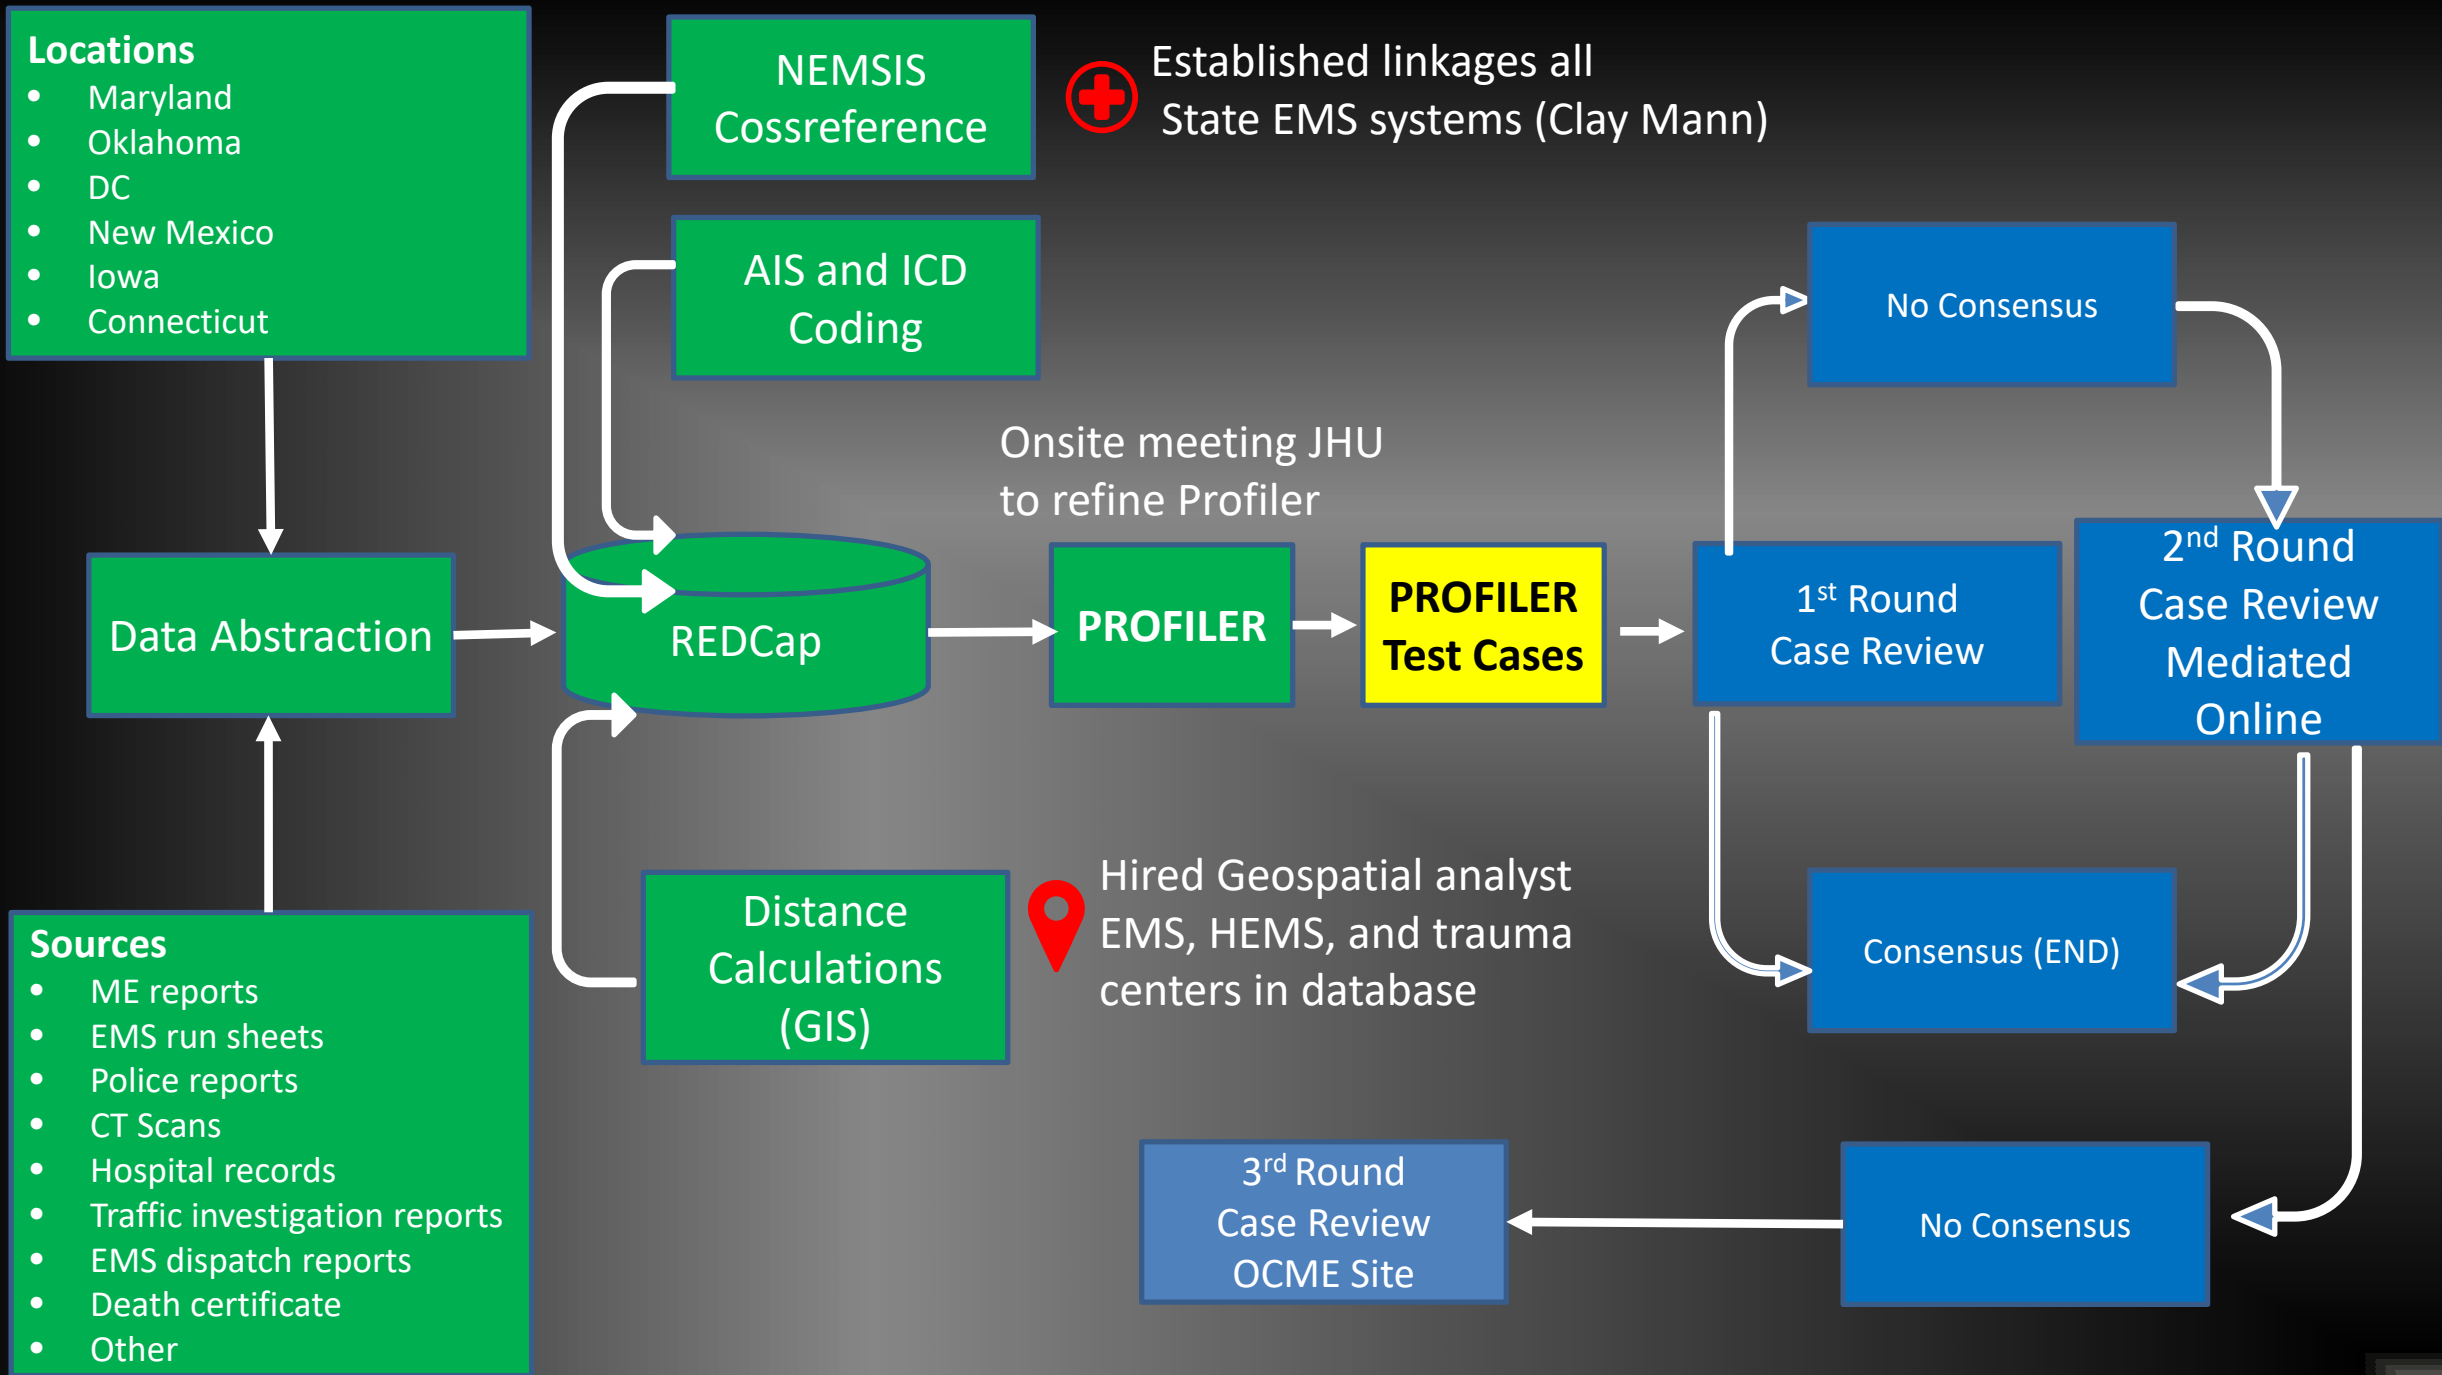 Locations
• Maryland
• Oklahoma
• DC
• New Mexico
• Iowa
• Connecticut
NEMSIS
Cossreference
Established linkages all
State EMS systems (Clay Mann)
AIS and ICD
Coding
No Consensus
Onsite meeting JHU
to refine Profiler
Data Abstraction
REDCap
PROFILER
PROFILER
Test Cases
1st Round
Case Review
2nd Round
Case Review
Mediated
Online
Sources
• ME reports
• EMS run sheets
• Police reports
• CT Scans
• Hospital records
• Traffic investigation reports
• EMS dispatch reports
• Death certificate
• Other
Distance
Calculations
(GIS)
Hired Geospatial analyst
EMS, HEMS, and trauma
centers in database
Consensus (END)
3rd Round
Case Review
OCME Site
No Consensus